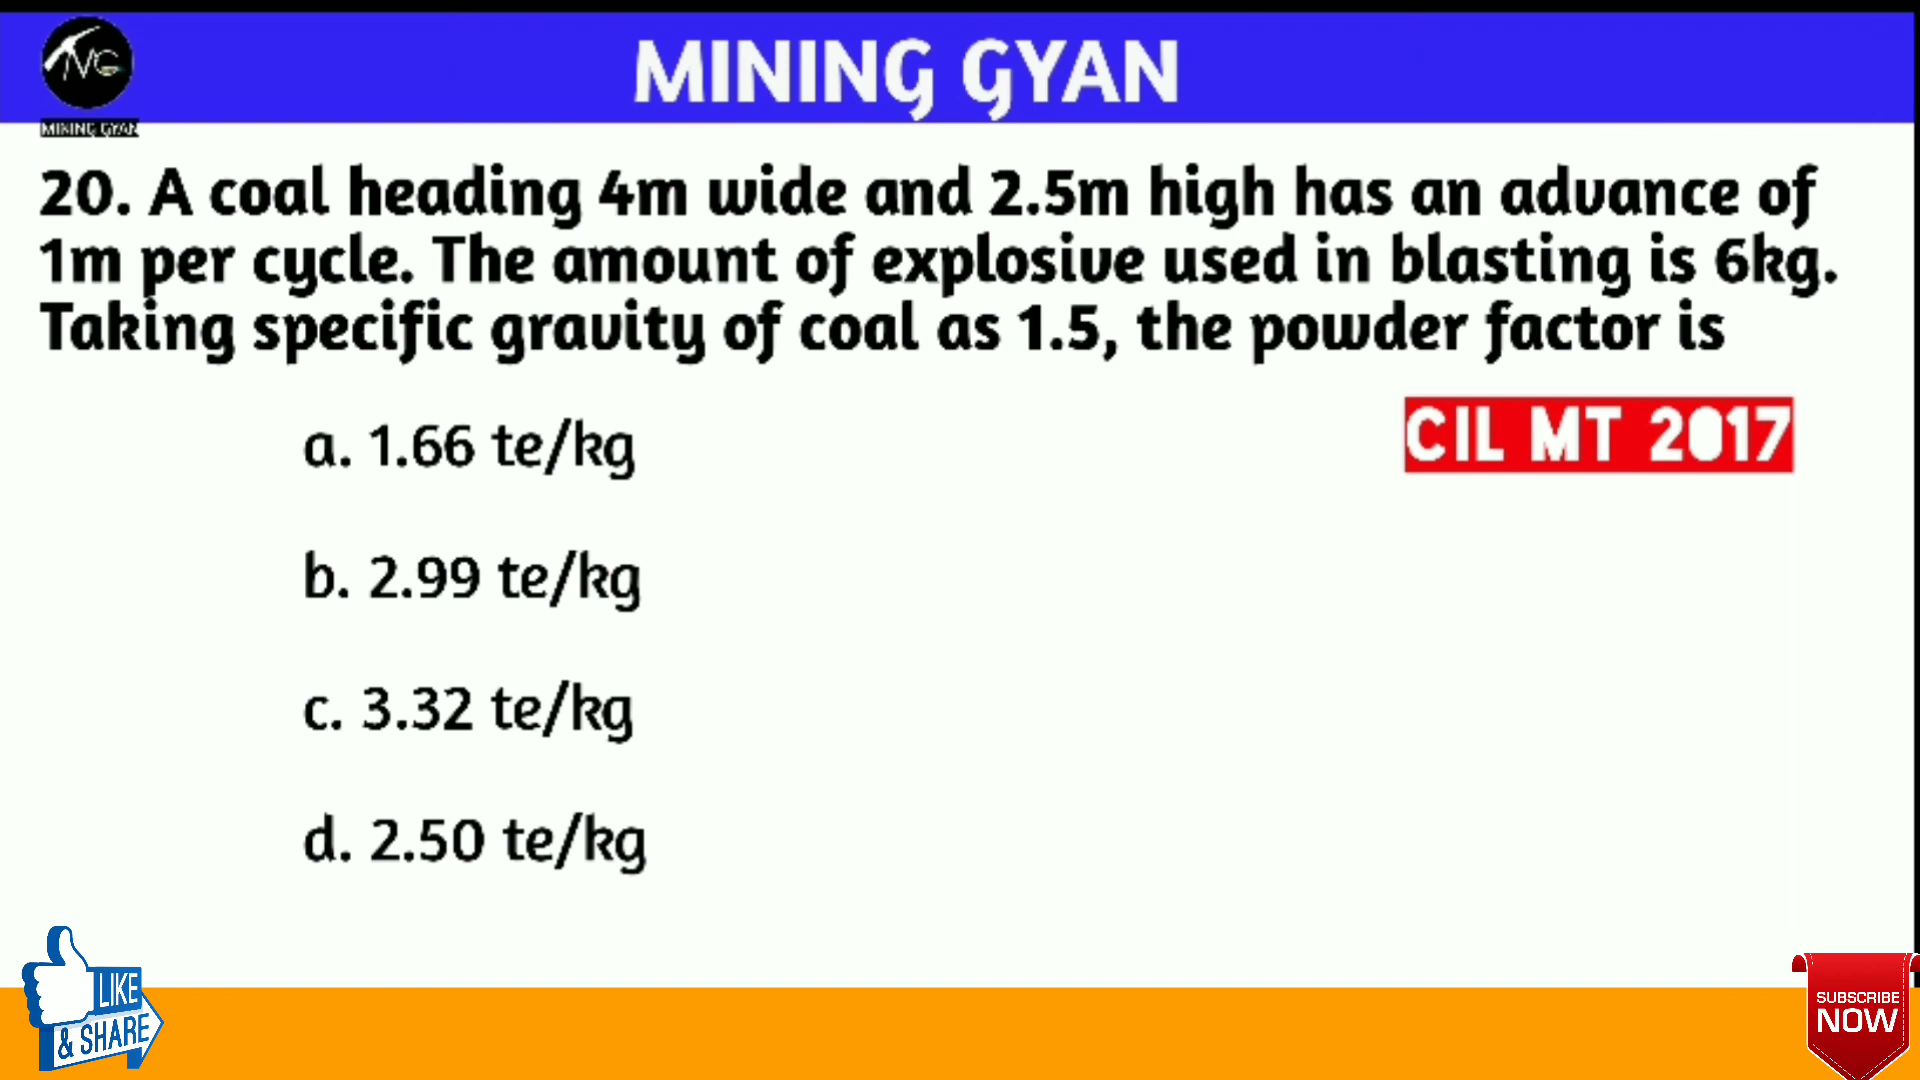 MINING GYAN
MINING GYAN
20. A coal heading 4m wide and 2.5m high has an advance of
1m per cycle. The amount of explosive used in blasting is 6kg.
Taking specific gravity of coal as 1.5, the powder factor is
CIL MT 2017
a. 1.66 te/kg
b. 2.99 te/kg
c. 3.32 te/kg
d. 2.50 te/kg
LIKE
& SHARE
SUBSCRIBE
NOW